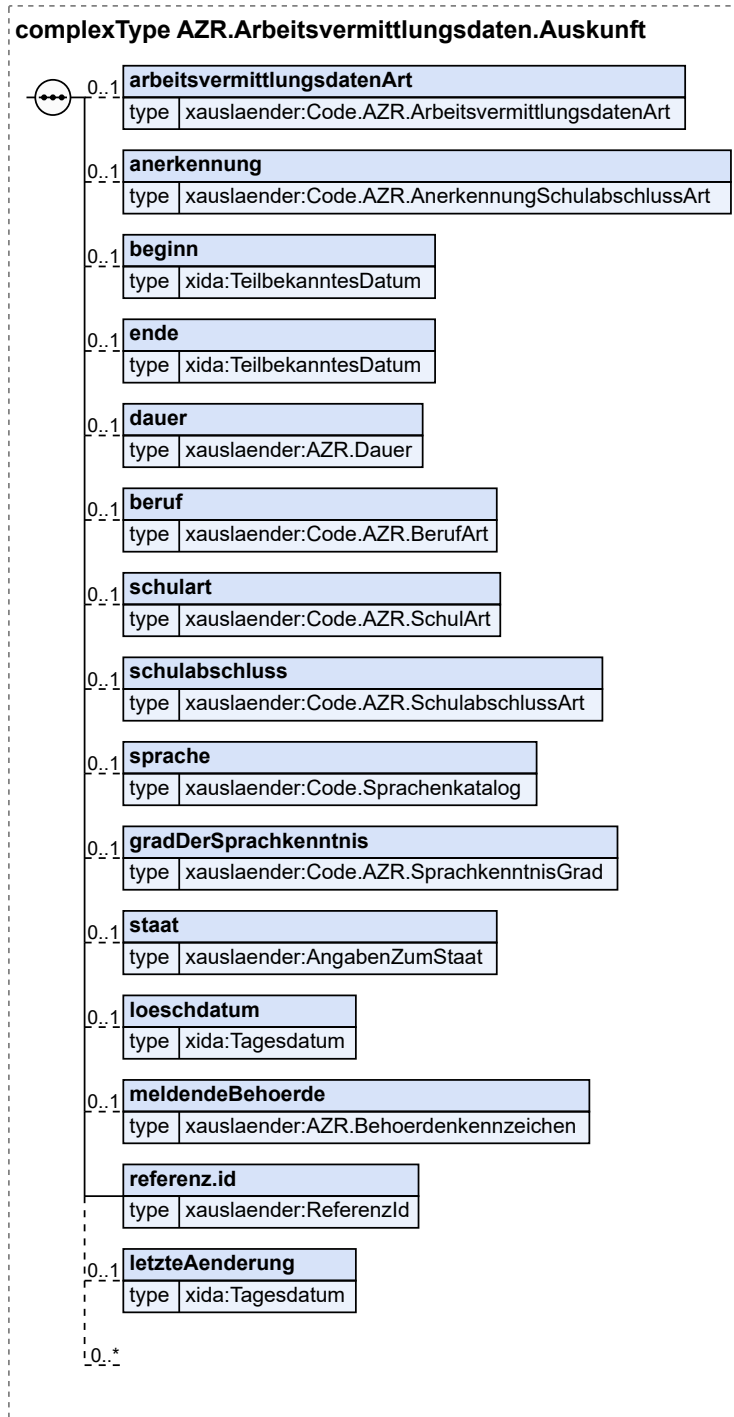 complexType AZR.Arbeitsvermittlungsdaten.Auskunft
0..1 arbeitsvermittlungsdatenArt
type xauslaender:Code.AZR.ArbeitsvermittlungsdatenArt
0..1 anerkennung
type xauslaender:Code.AZR.AnerkennungSchulabschlussArt
0..1 beginn
type xida:TeilbekanntesDatum
0..1 ende
type xida:TeilbekanntesDatum
0..1 dauer
type xauslaender:AZR.Dauer
0..1 beruf
type xauslaender:Code.AZR.BerufArt
0..1 schulart
type xauslaender:Code.AZR.SchulArt
0..1 schulabschluss
type xauslaender:Code.AZR.SchulabschlussArt
0..1 sprache
type xauslaender:Code.Sprachenkatalog
0..1 gradDerSprachkenntnis
type xauslaender:Code.AZR.SprachkenntnisGrad
0..1 staat
type xauslaender:AngabenZumStaat
0..1 loeschdatum
type xida:Tagesdatum
0..1 meldendeBehoerde
type xauslaender:AZR.Behoerdenkennzeichen
referenz.id
type xauslaender:ReferenzId
0..1 letzteAenderung
type xida:Tagesdatum
0..*